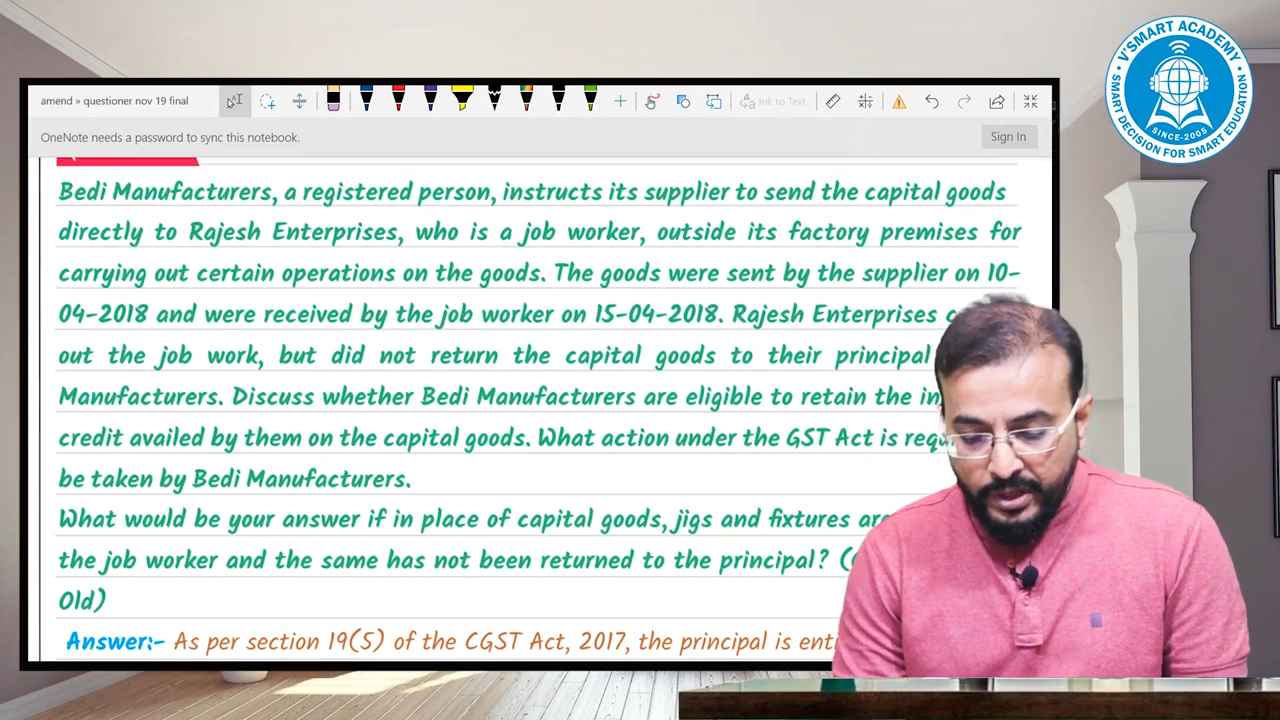 amend » questioner nov 19 final
Ink to Text
OneNote needs a password to sync this notebook.
Sign In
Bedi Manufacturers, a registered person, instructs its supplier to send the capital goods
directly to Rajesh Enterprises, who is a job worker, outside its factory premises for
carrying out certain operations on the goods. The goods were sent by the supplier on 10-
04-2018 and were received by the job worker on 15-04-2018. Rajesh Enterprises
out the job work, but did not return the capital goods to their principal
Manufacturers. Discuss whether Bedi Manufacturers are eligible to retain the
credit availed by them on the capital goods. What action under the GST Act is
be taken by Bedi Manufacturers.
What would be your answer if in place of capital goods, jigs and fixtures
the job worker and the same has not been returned to the principal? (
Old)
Answer:- As per section 19(5) of the CGST Act, 2017, the principal is
V'SMART ACADEMY
SINCE-2005
SMART DECISION FOR SMART EDUCATION